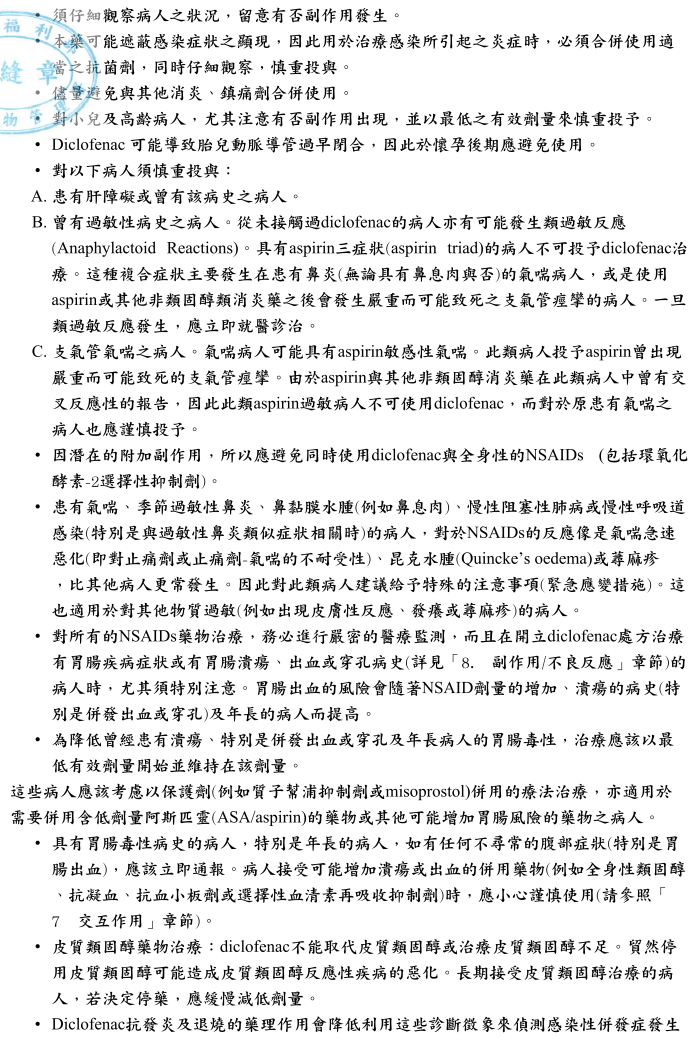 • 須仔細觀察病人之狀況，留意有否副作用發生。
• 本藥可能遮蔽感染症狀之顯現，因此用於治療感染所引起之炎症時，必須合併使用適
當之抗菌劑，同時仔細觀察，慎重投與。
• 儘量避免與其他消炎、鎮痛劑合併使用。
• 對小兒及高齡病人，尤其注意有否副作用出現，並以最低之有效劑量來慎重投予。
• Diclofenac 可能導致胎兒動脈導管過早閉合，因此於懷孕後期應避免使用。
• 對以下病人須慎重投與：
A. 患有肝障礙或曾有該病史之病人。
B. 曾有過敏性病史之病人。從未接觸過diclofenac的病人亦有可能發生類過敏反應
(Anaphylactoid Reactions)。具有aspirin三症狀(aspirin triad)的病人不可投予diclofenac治
療。這種複合症狀主要發生在患有鼻炎(無論具有鼻息肉與否)的氣喘病人，或是使用
aspirin或其他非類固醇類消炎藥之後會發生嚴重而可能致死之支氣管痙攣的病人。一旦
類過敏反應發生，應立即就醫診治。
C. 支氣管氣喘之病人。氣喘病人可能具有aspirin敏感性氣喘。此類病人投予aspirin曾出現
嚴重而可能致死的支氣管痙攣。由於aspirin與其他非類固醇消炎藥在此類病人中曾有交
叉反應性的報告，因此此類aspirin過敏病人不可使用diclofenac，而對於原患有氣喘之
病人也應謹慎投予。
• 因潛在的附加副作用，所以應避免同時使用diclofenac與全身性的NSAIDs (包括環氧化
酵素-2選擇性抑制劑)。
• 患有氣喘、季節過敏性鼻炎、鼻黏膜水腫(例如鼻息肉)、慢性阻塞性肺病或慢性呼吸道
感染(特別是與過敏性鼻炎類似症狀相關時)的病人，對於NSAIDs的反應像是氣喘急速
惡化(即對止痛劑或止痛劑-氣喘的不耐受性)、昆克水腫(Quincke's oedema)或蕁麻疹
，比其他病人更常發生。因此對此類病人建議給予特殊的注意事項(緊急應變措施)。這
也適用於對其他物質過敏(例如出現皮膚性反應、發癢或蕁麻疹)的病人。
• 對所有的NSAIDs藥物治療，務必進行嚴密的醫療監測，而且在開立diclofenac處方治療
有胃腸疾病症狀或有胃腸潰瘍、出血或穿孔病史(詳見「8. 副作用/不良反應」章節)的
病人時，尤其須特別注意。胃腸出血的風險會隨著NSAID劑量的增加、潰瘍的病史(特
別是併發出血或穿孔)及年長的病人而提高。
• 為降低曾經患有潰瘍、特別是併發出血或穿孔及年長病人的胃腸毒性，治療應該以最
低有效劑量開始並維持在該劑量。
這些病人應該考慮以保護劑(例如質子幫浦抑制劑或misoprostol)併用的療法治療，亦適用於
需要併用含低劑量阿斯匹靈(ASA/aspirin)的藥物或其他可能增加胃腸風險的藥物之病人。
• 具有胃腸毒性病史的病人，特別是年長的病人，如有任何不尋常的腹部症狀(特別是胃
腸出血)，應該立即通報。病人接受可能增加潰瘍或出血的併用藥物(例如全身性類固醇
、抗凝血、抗血小板劑或選擇性血清素再吸收抑制劑)時，應小心謹慎使用(請參照「
7 交互作用」章節)。
• 皮質類固醇藥物治療：diclofenac不能取代皮質類固醇或治療皮質類固醇不足。貿然停
用皮質類固醇可能造成皮質類固醇反應性疾病的惡化。長期接受皮質類固醇治療的病
人，若決定停藥，應緩慢減低劑量。
• Diclofenac抗發炎及退燒的藥理作用會降低利用這些診斷徵象來偵測感染性併發症發生
福 利
縫 章
物